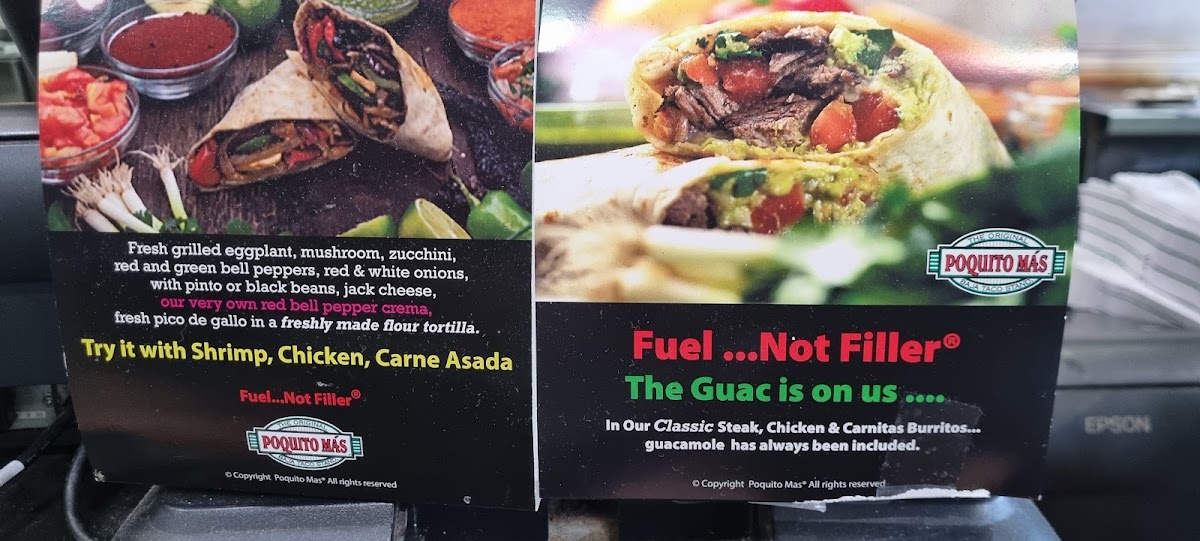 Fresh grilled eggplant, mushroom, zucchini,
red and green bell peppers, red & white onions,
with pinto or black beans, jack cheese,
our very own red bell pepper crema,
fresh pico de gallo in a freshly made flour tortilla.
Try it with Shrimp, Chicken, Carne Asada
Fuel...Not Filler®
THE ORIGINAL
POQUITO MÁS
BAJA TACO STAND
© Copyright Poquito Mas® All rights reserved
THE ORIGINAL
POQUITO MÁS
BAJA TACO STAND
Fuel ...Not Filler®
The Guac is on us ....
In Our Classic Steak, Chicken & Carnitas Burritos...
guacamole has always been included.
© Copyright Poquito Mas® All rights reserved
EPSON